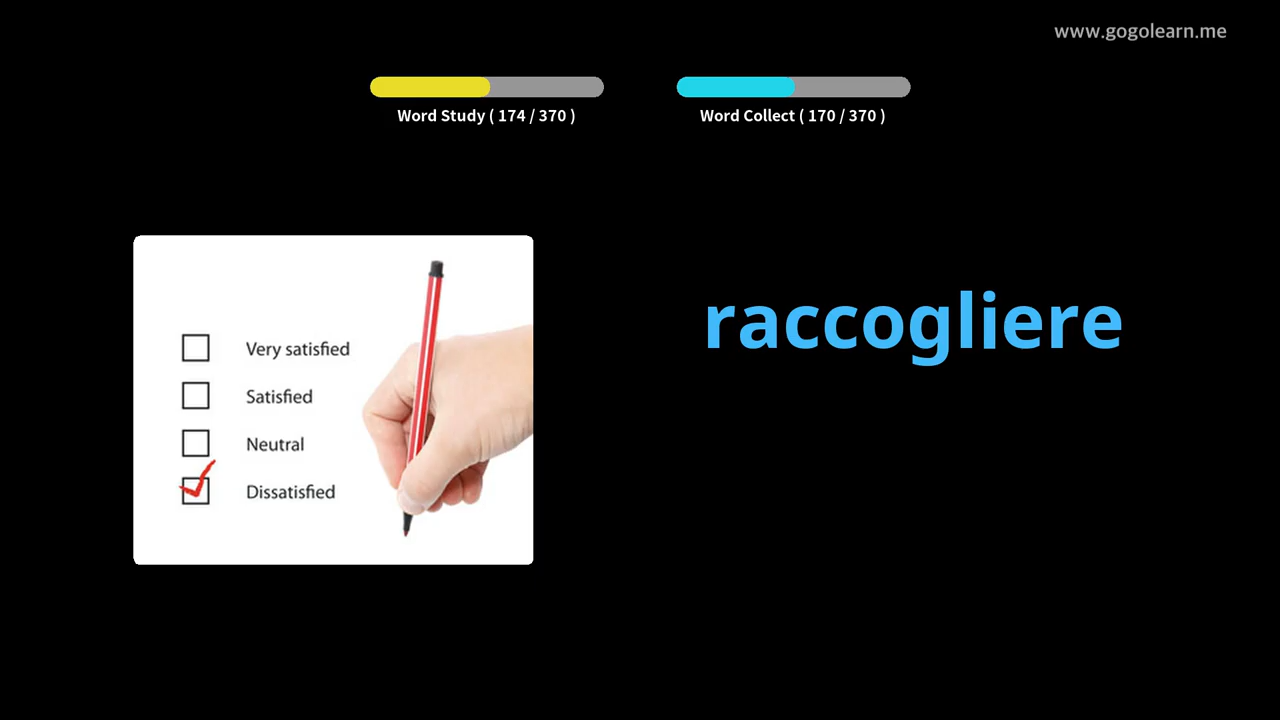 www.gogolearn.me
Word Study ( 174 / 370 )
Word Collect ( 170 / 370 )
Very satisfied
Satisfied
Neutral
Dissatisfied
raccogliere